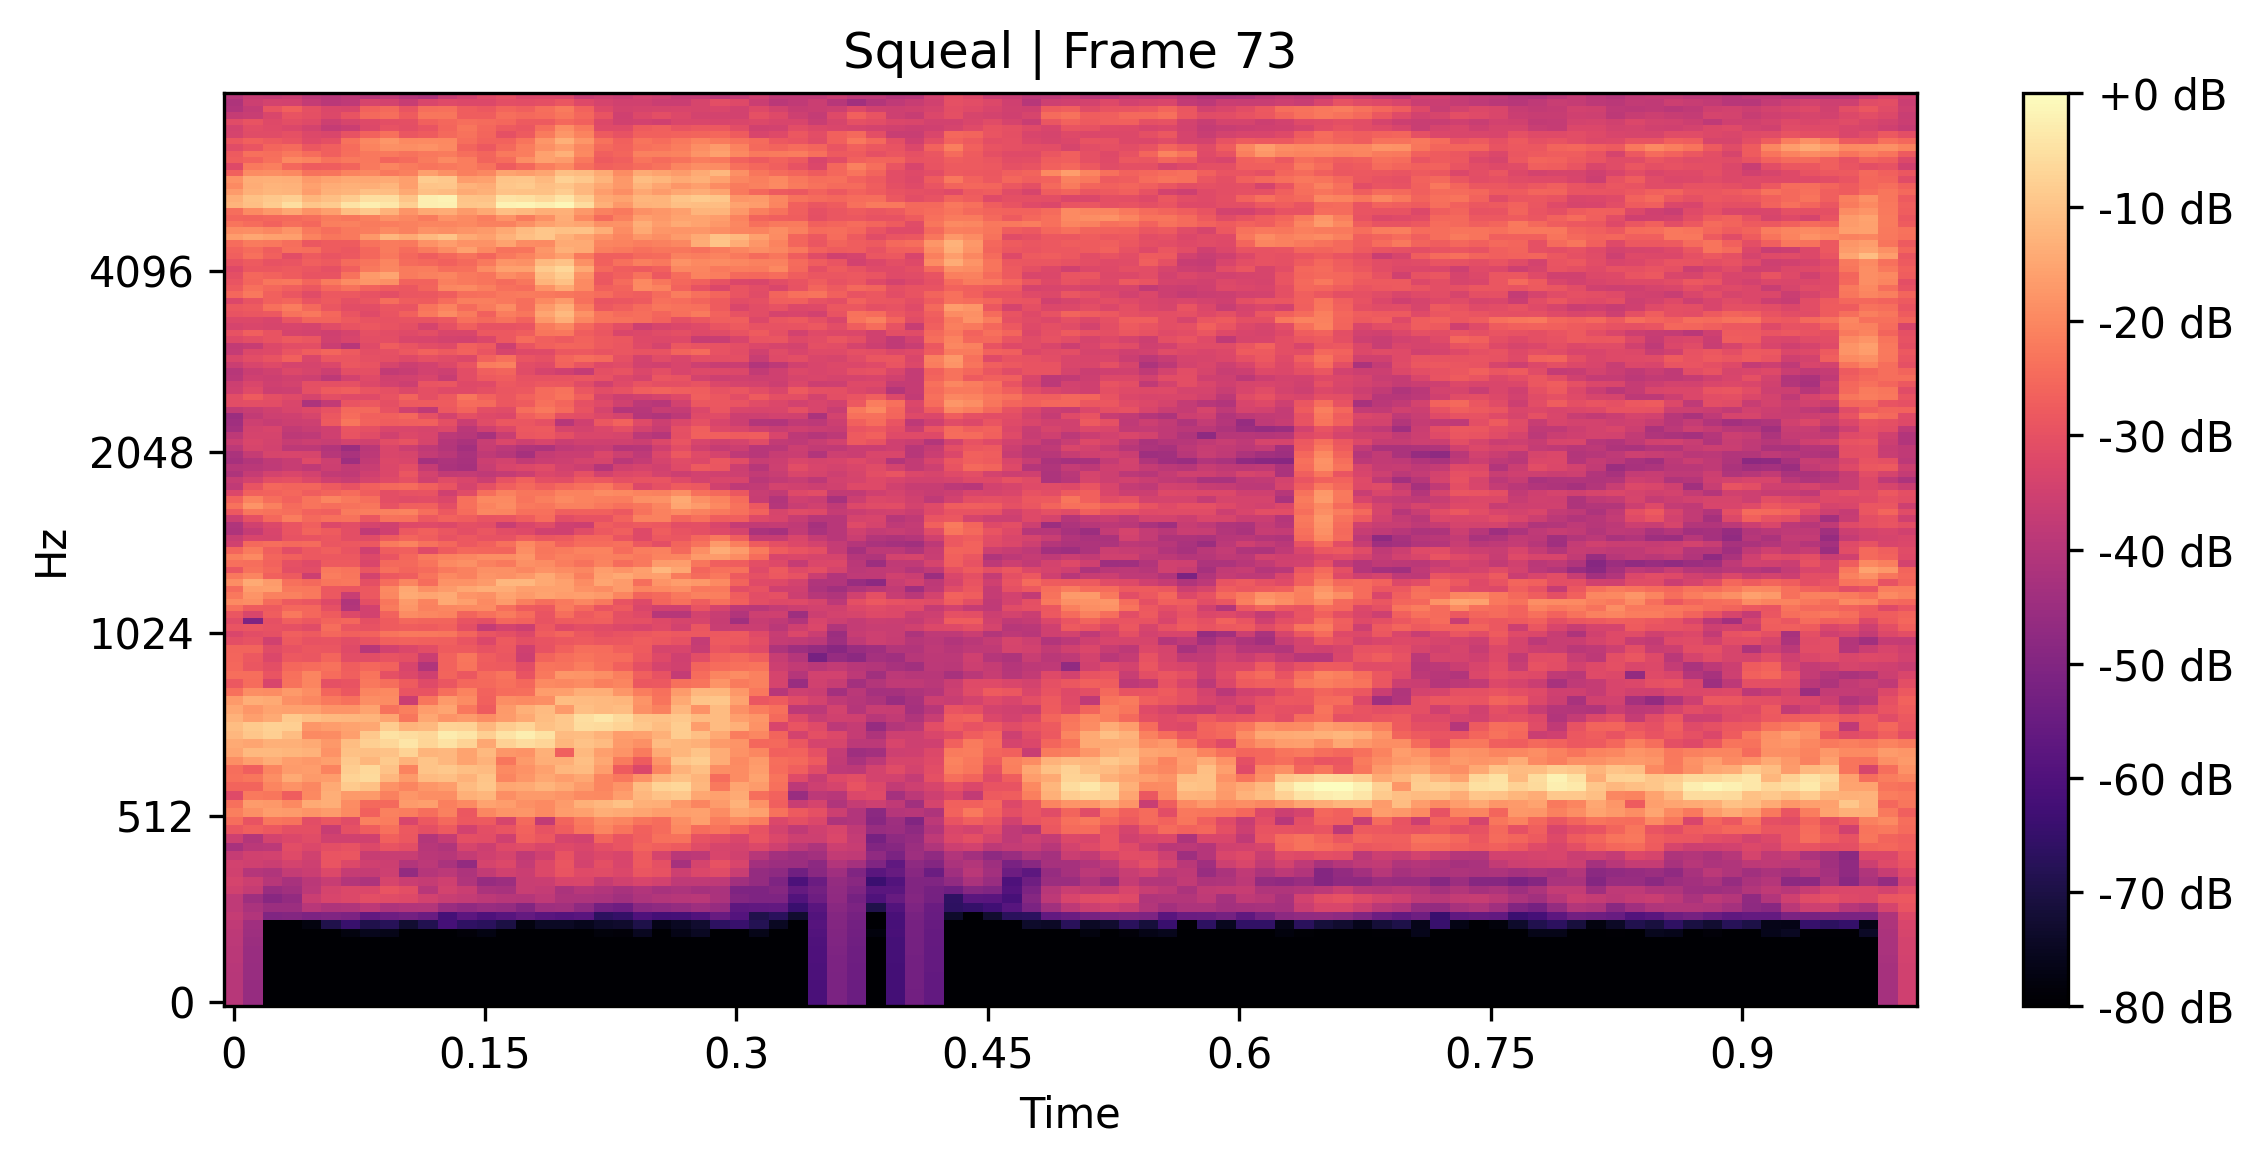 Squeal | Frame 73
+0 dB
-10 dB
-20 dB
-30 dB
-40 dB
-50 dB
-60 dB
-70 dB
-80 dB
Hz
4096
2048
1024
512
0
0 0.15 0.3 0.45 0.6 0.75 0.9
Time